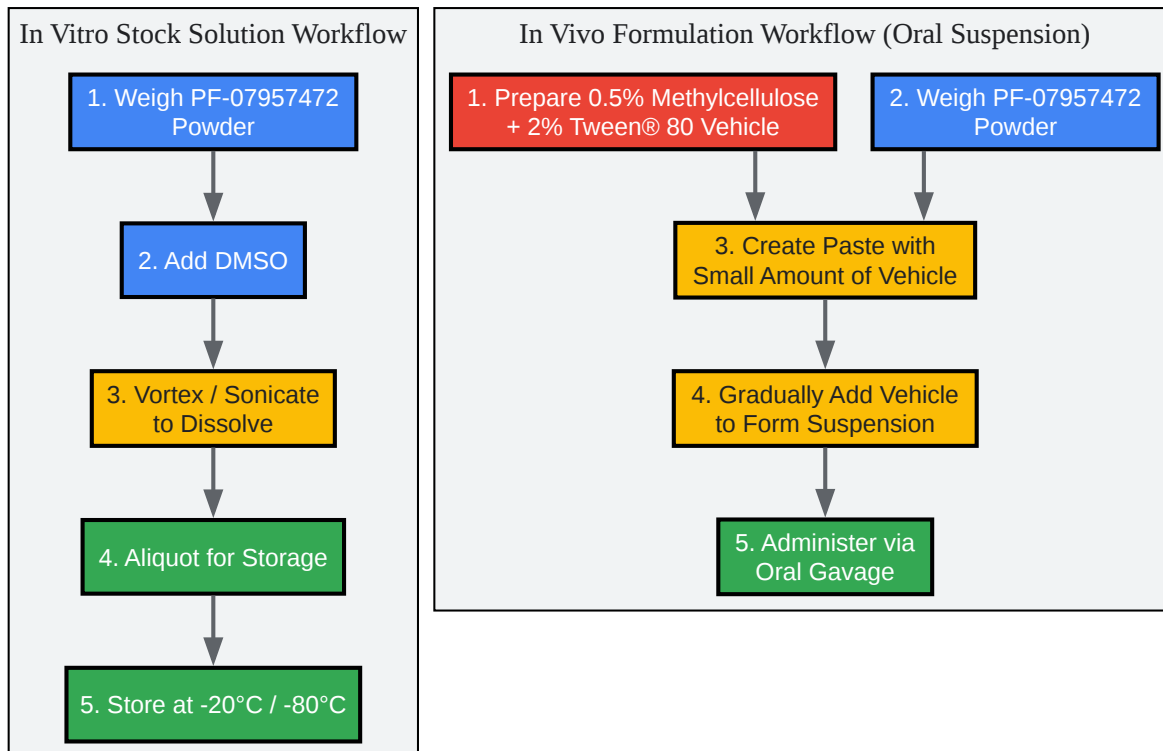 In Vitro Stock Solution Workflow
1. Weigh PF-07957472
Powder
2. Add DMSO
3. Vortex / Sonicate
to Dissolve
4. Aliquot for Storage
5. Store at -20°C / -80°C
In Vivo Formulation Workflow (Oral Suspension)
1. Prepare 0.5% Methylcellulose
+ 2% Tween® 80 Vehicle
2. Weigh PF-07957472
Powder
3. Create Paste with
Small Amount of Vehicle
4. Gradually Add Vehicle
to Form Suspension
5. Administer via
Oral Gavage